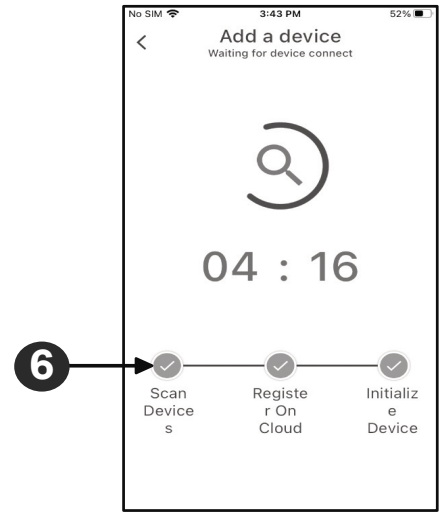 No SIM 3:43 PM 52%
Add a device
Waiting for device connect
04 : 16
6
Scan Registe Initializ
Device r On e
s Cloud Device